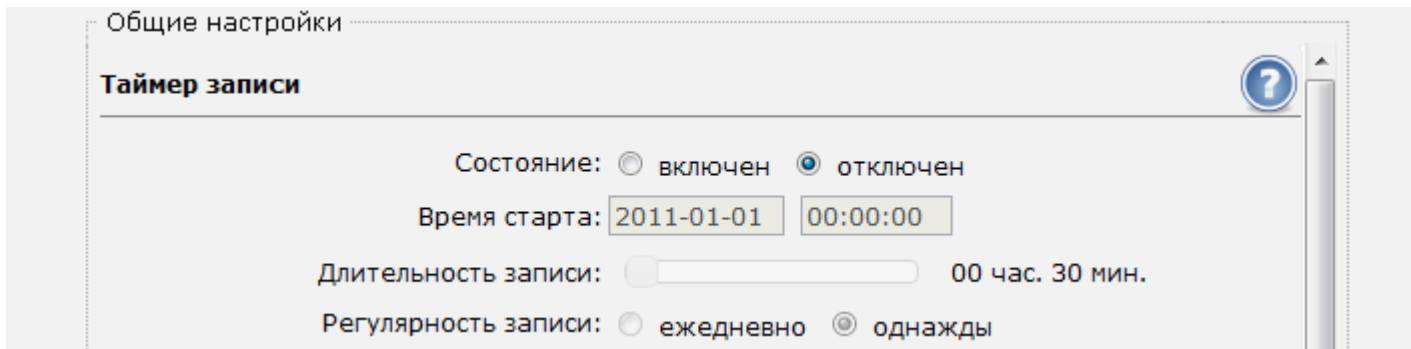 Общие настройки
Таймер записи ?
Состояние: включен отключен
Время старта: 2011-01-01 00:00:00
Длительность записи: 00 час. 30 мин.
Регулярность записи: ежедневно однажды